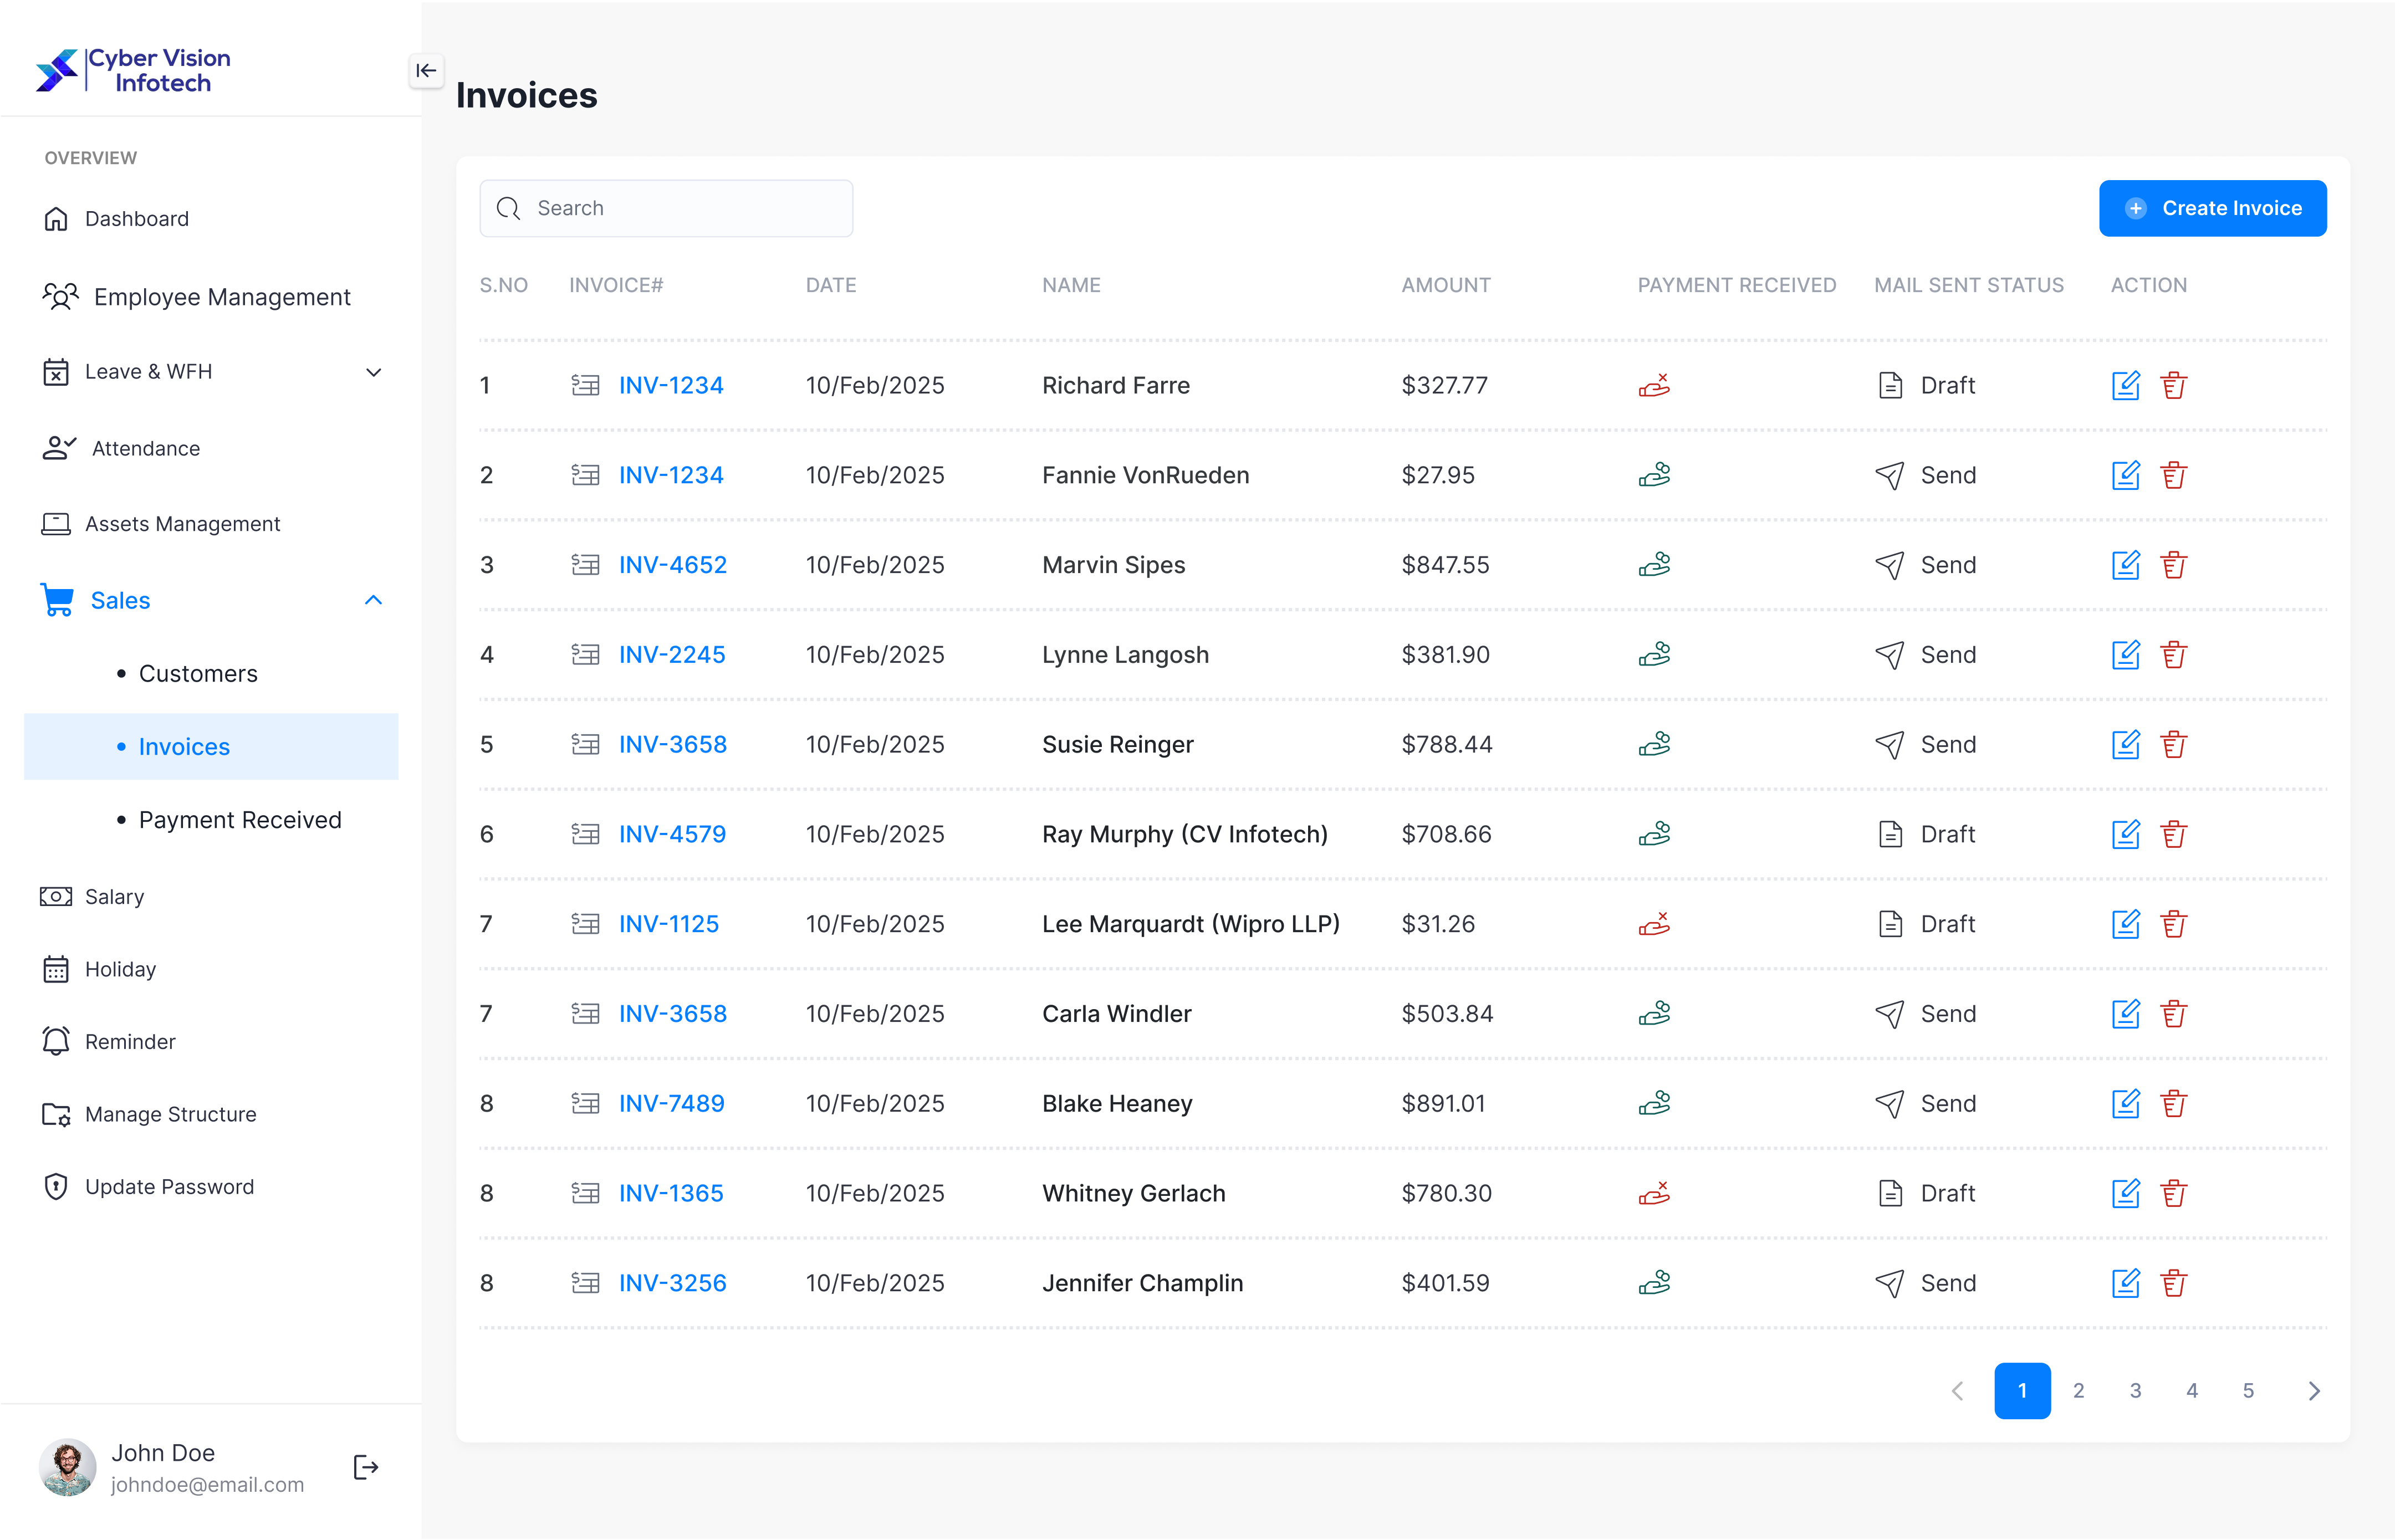 Cyber Vision
Infotech
OVERVIEW
Dashboard
Employee Management
Leave & WFH
Attendance
Assets Management
Sales
Customers
Invoices
Payment Received
Salary
Holiday
Reminder
Manage Structure
Update Password
John Doe
johndoe@email.com
Invoices
Search
Create Invoice
S.NO INVOICE# DATE NAME AMOUNT PAYMENT RECEIVED MAIL SENT STATUS ACTION
1 INV-1234 10/Feb/2025 Richard Farre $327.77 Draft
2 INV-1234 10/Feb/2025 Fannie VonRueden $27.95 Send
3 INV-4652 10/Feb/2025 Marvin Sipes $847.55 Send
4 INV-2245 10/Feb/2025 Lynne Langosh $381.90 Send
5 INV-3658 10/Feb/2025 Susie Reinger $788.44 Send
6 INV-4579 10/Feb/2025 Ray Murphy (CV Infotech) $708.66 Draft
7 INV-1125 10/Feb/2025 Lee Marquardt (Wipro LLP) $31.26 Draft
7 INV-3658 10/Feb/2025 Carla Windler $503.84 Send
8 INV-7489 10/Feb/2025 Blake Heaney $891.01 Send
8 INV-1365 10/Feb/2025 Whitney Gerlach $780.30 Draft
8 INV-3256 10/Feb/2025 Jennifer Champlin $401.59 Send
1 2 3 4 5